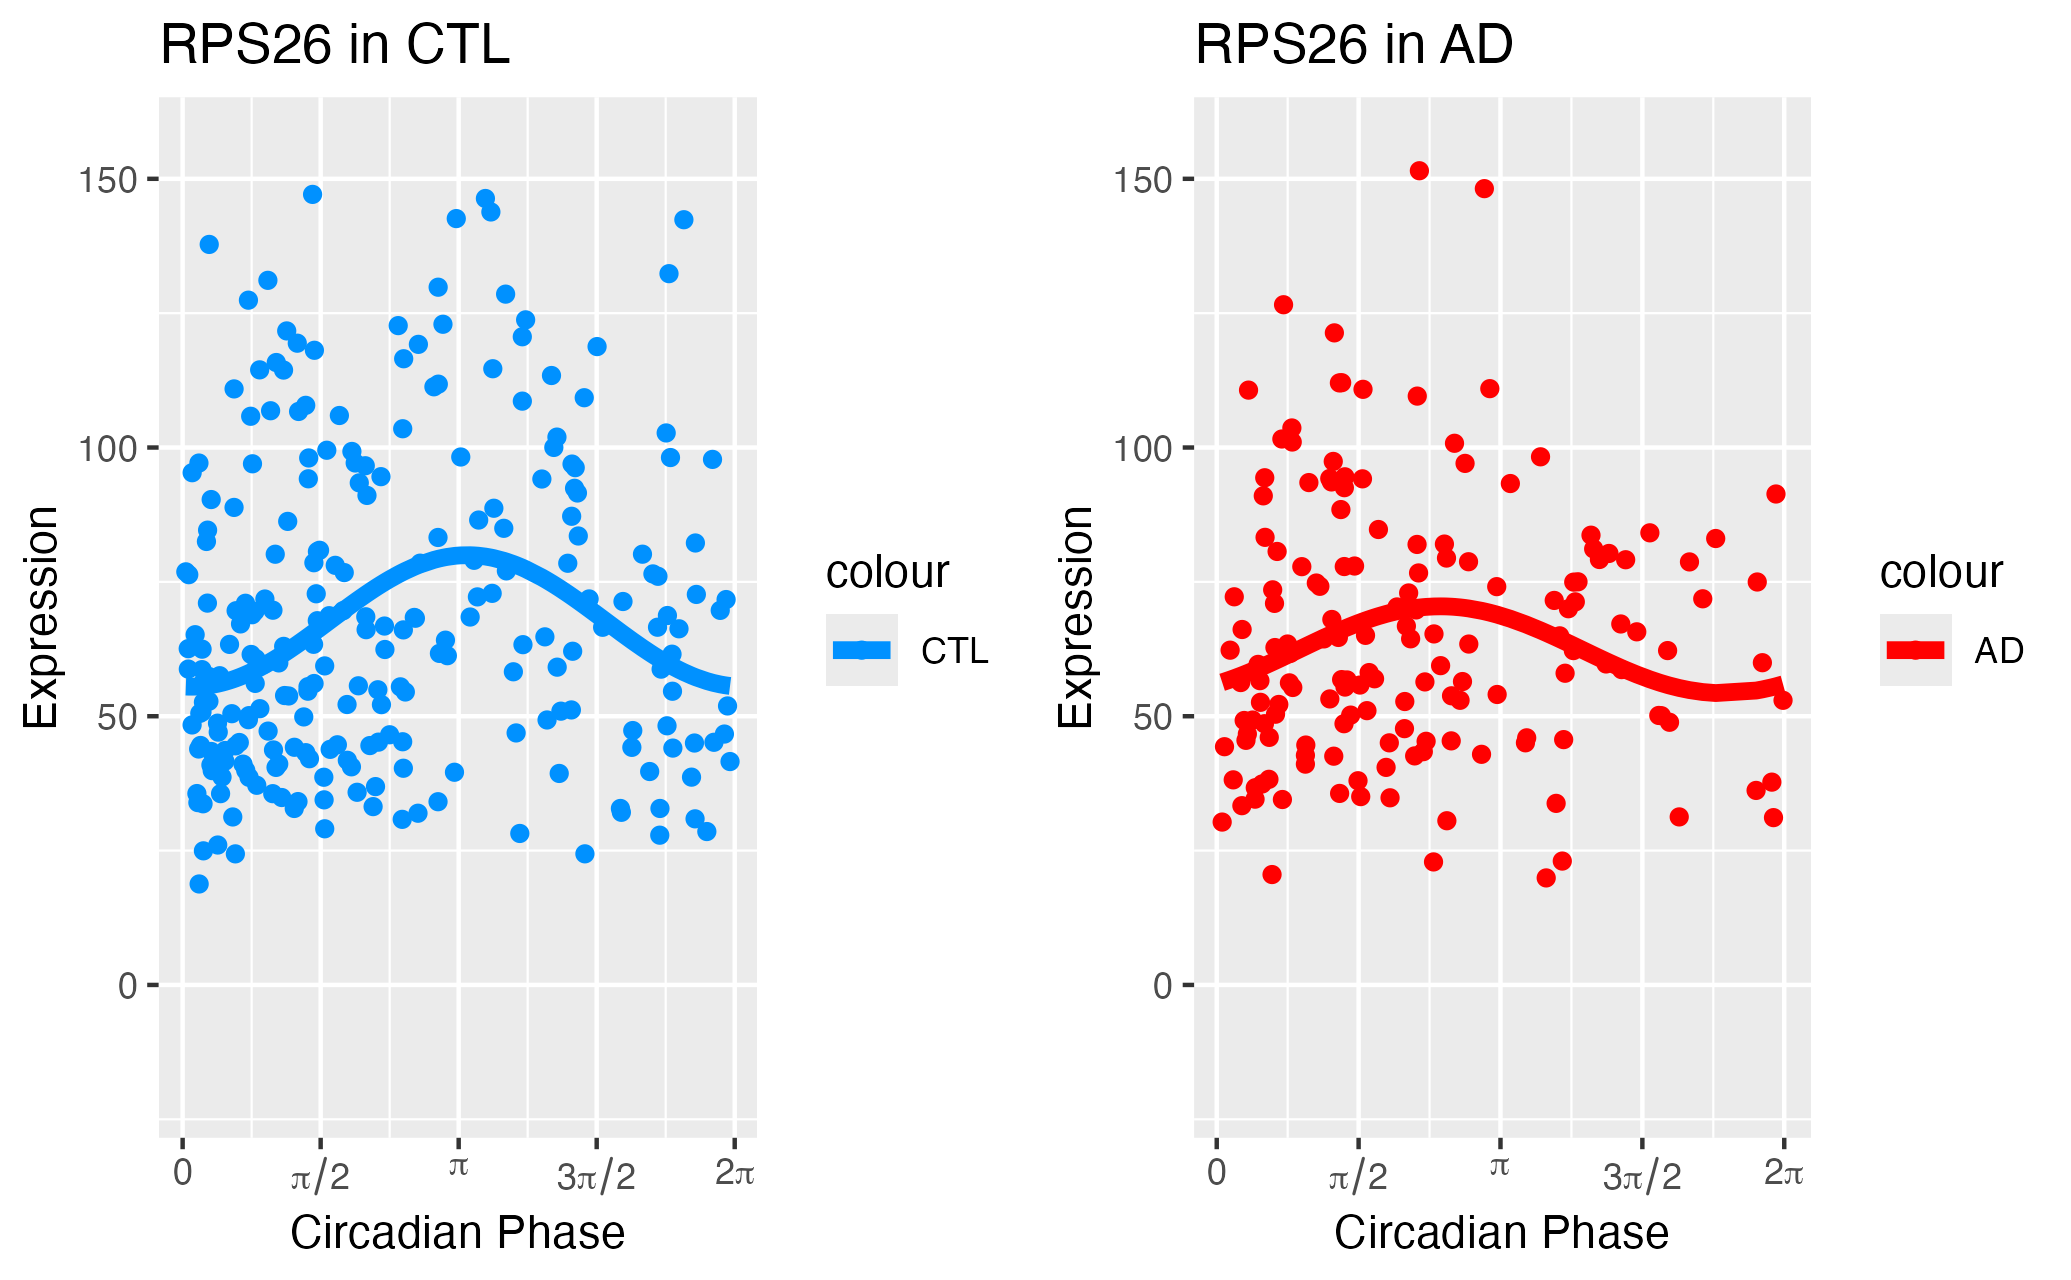 RPS26 in CTL
150
100
50
0
Expression
0 π/2 π 3π/2 2π
Circadian Phase
colour
CTL
RPS26 in AD
150
100
50
0
Expression
0 π/2 π 3π/2 2π
Circadian Phase
colour
AD